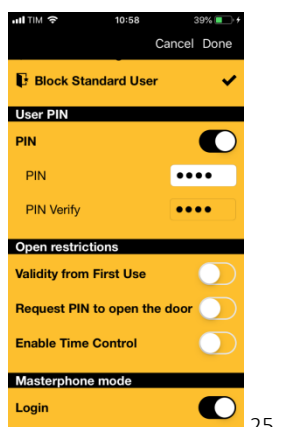 TIM 10:58 39%
Cancel Done
Block Standard User
User PIN
PIN
PIN ••••
PIN Verify ••••
Open restrictions
Validity from First Use
Request PIN to open the door
Enable Time Control
Masterphone mode
Login